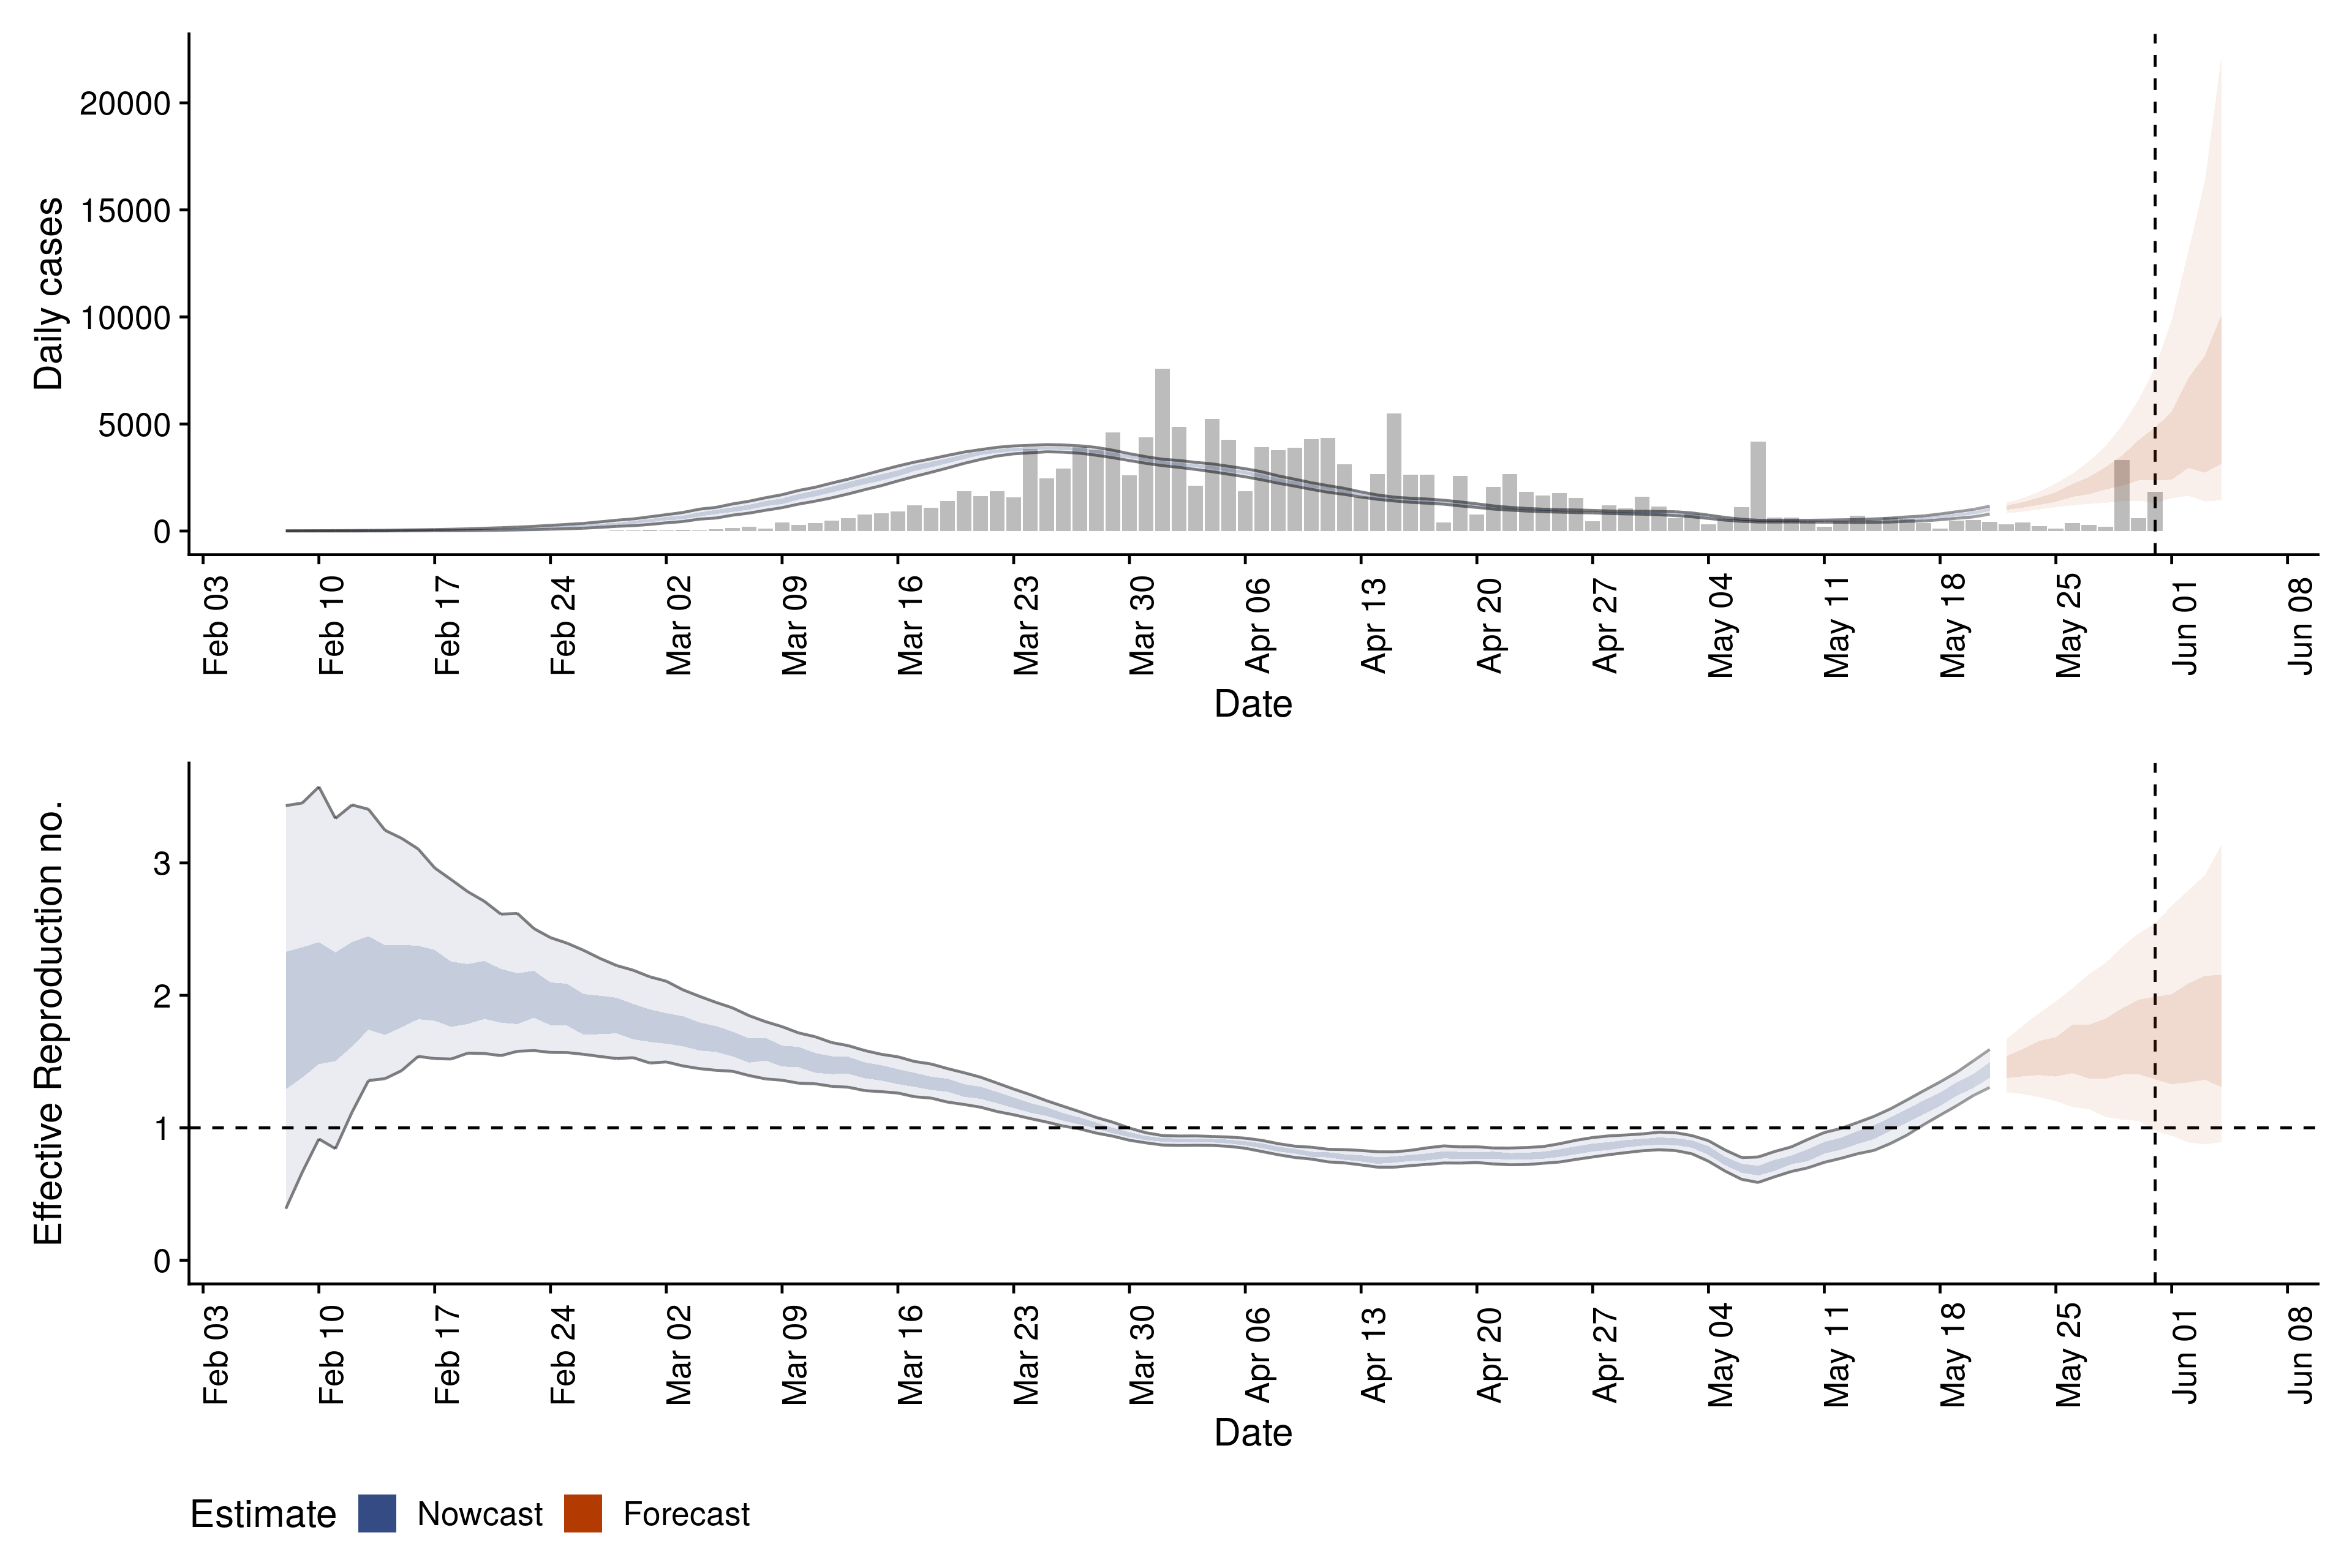 Daily cases
20000
15000
10000
5000
0
Feb 03 Feb 10 Feb 17 Feb 24 Mar 02 Mar 09 Mar 16 Mar 23 Mar 30 Apr 06 Apr 13 Apr 20 Apr 27 May 04 May 11 May 18 May 25 Jun 01 Jun 08
Date
Effective Reproduction no.
3
2
1
0
Feb 03 Feb 10 Feb 17 Feb 24 Mar 02 Mar 09 Mar 16 Mar 23 Mar 30 Apr 06 Apr 13 Apr 20 Apr 27 May 04 May 11 May 18 May 25 Jun 01 Jun 08
Date
Estimate Nowcast Forecast